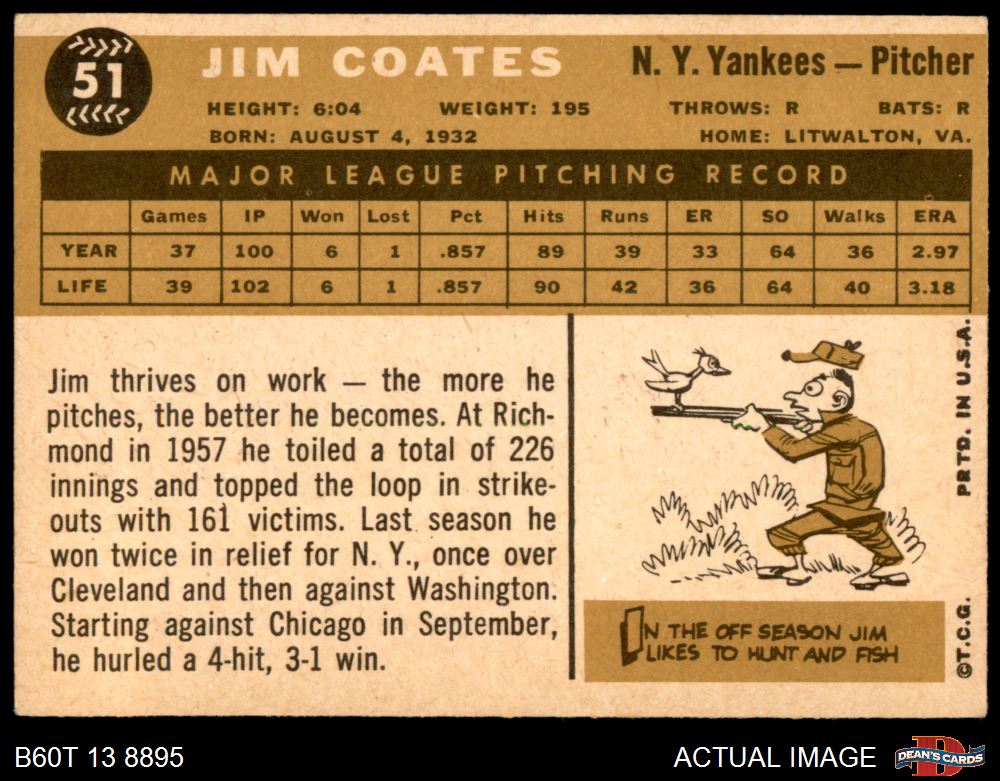 51
JIM COATES
N. Y. Yankees — Pitcher
HEIGHT: 6:04 WEIGHT: 195 THROWS: R BATS: R
BORN: AUGUST 4, 1932 HOME: LITWALTON, VA.
MAJOR LEAGUE PITCHING RECORD
Games IP Won Lost Pct Hits Runs ER SO Walks ERA
YEAR 37 100 6 1 .857 89 39 33 64 36 2.97
LIFE 39 102 6 1 .857 90 42 36 64 40 3.18
Jim thrives on work — the more he
pitches, the better he becomes. At Rich-
mond in 1957 he toiled a total of 226
innings and topped the loop in strike-
outs with 161 victims. Last season he
won twice in relief for N. Y., once over
Cleveland and then against Washington.
Starting against Chicago in September,
he hurled a 4-hit, 3-1 win.
IN THE OFF SEASON JIM
LIKES TO HUNT AND FISH
©T.C.G. PRTD. IN U.S.A.
B60T 13 8895
ACTUAL IMAGE
D
DEAN'S CARDS